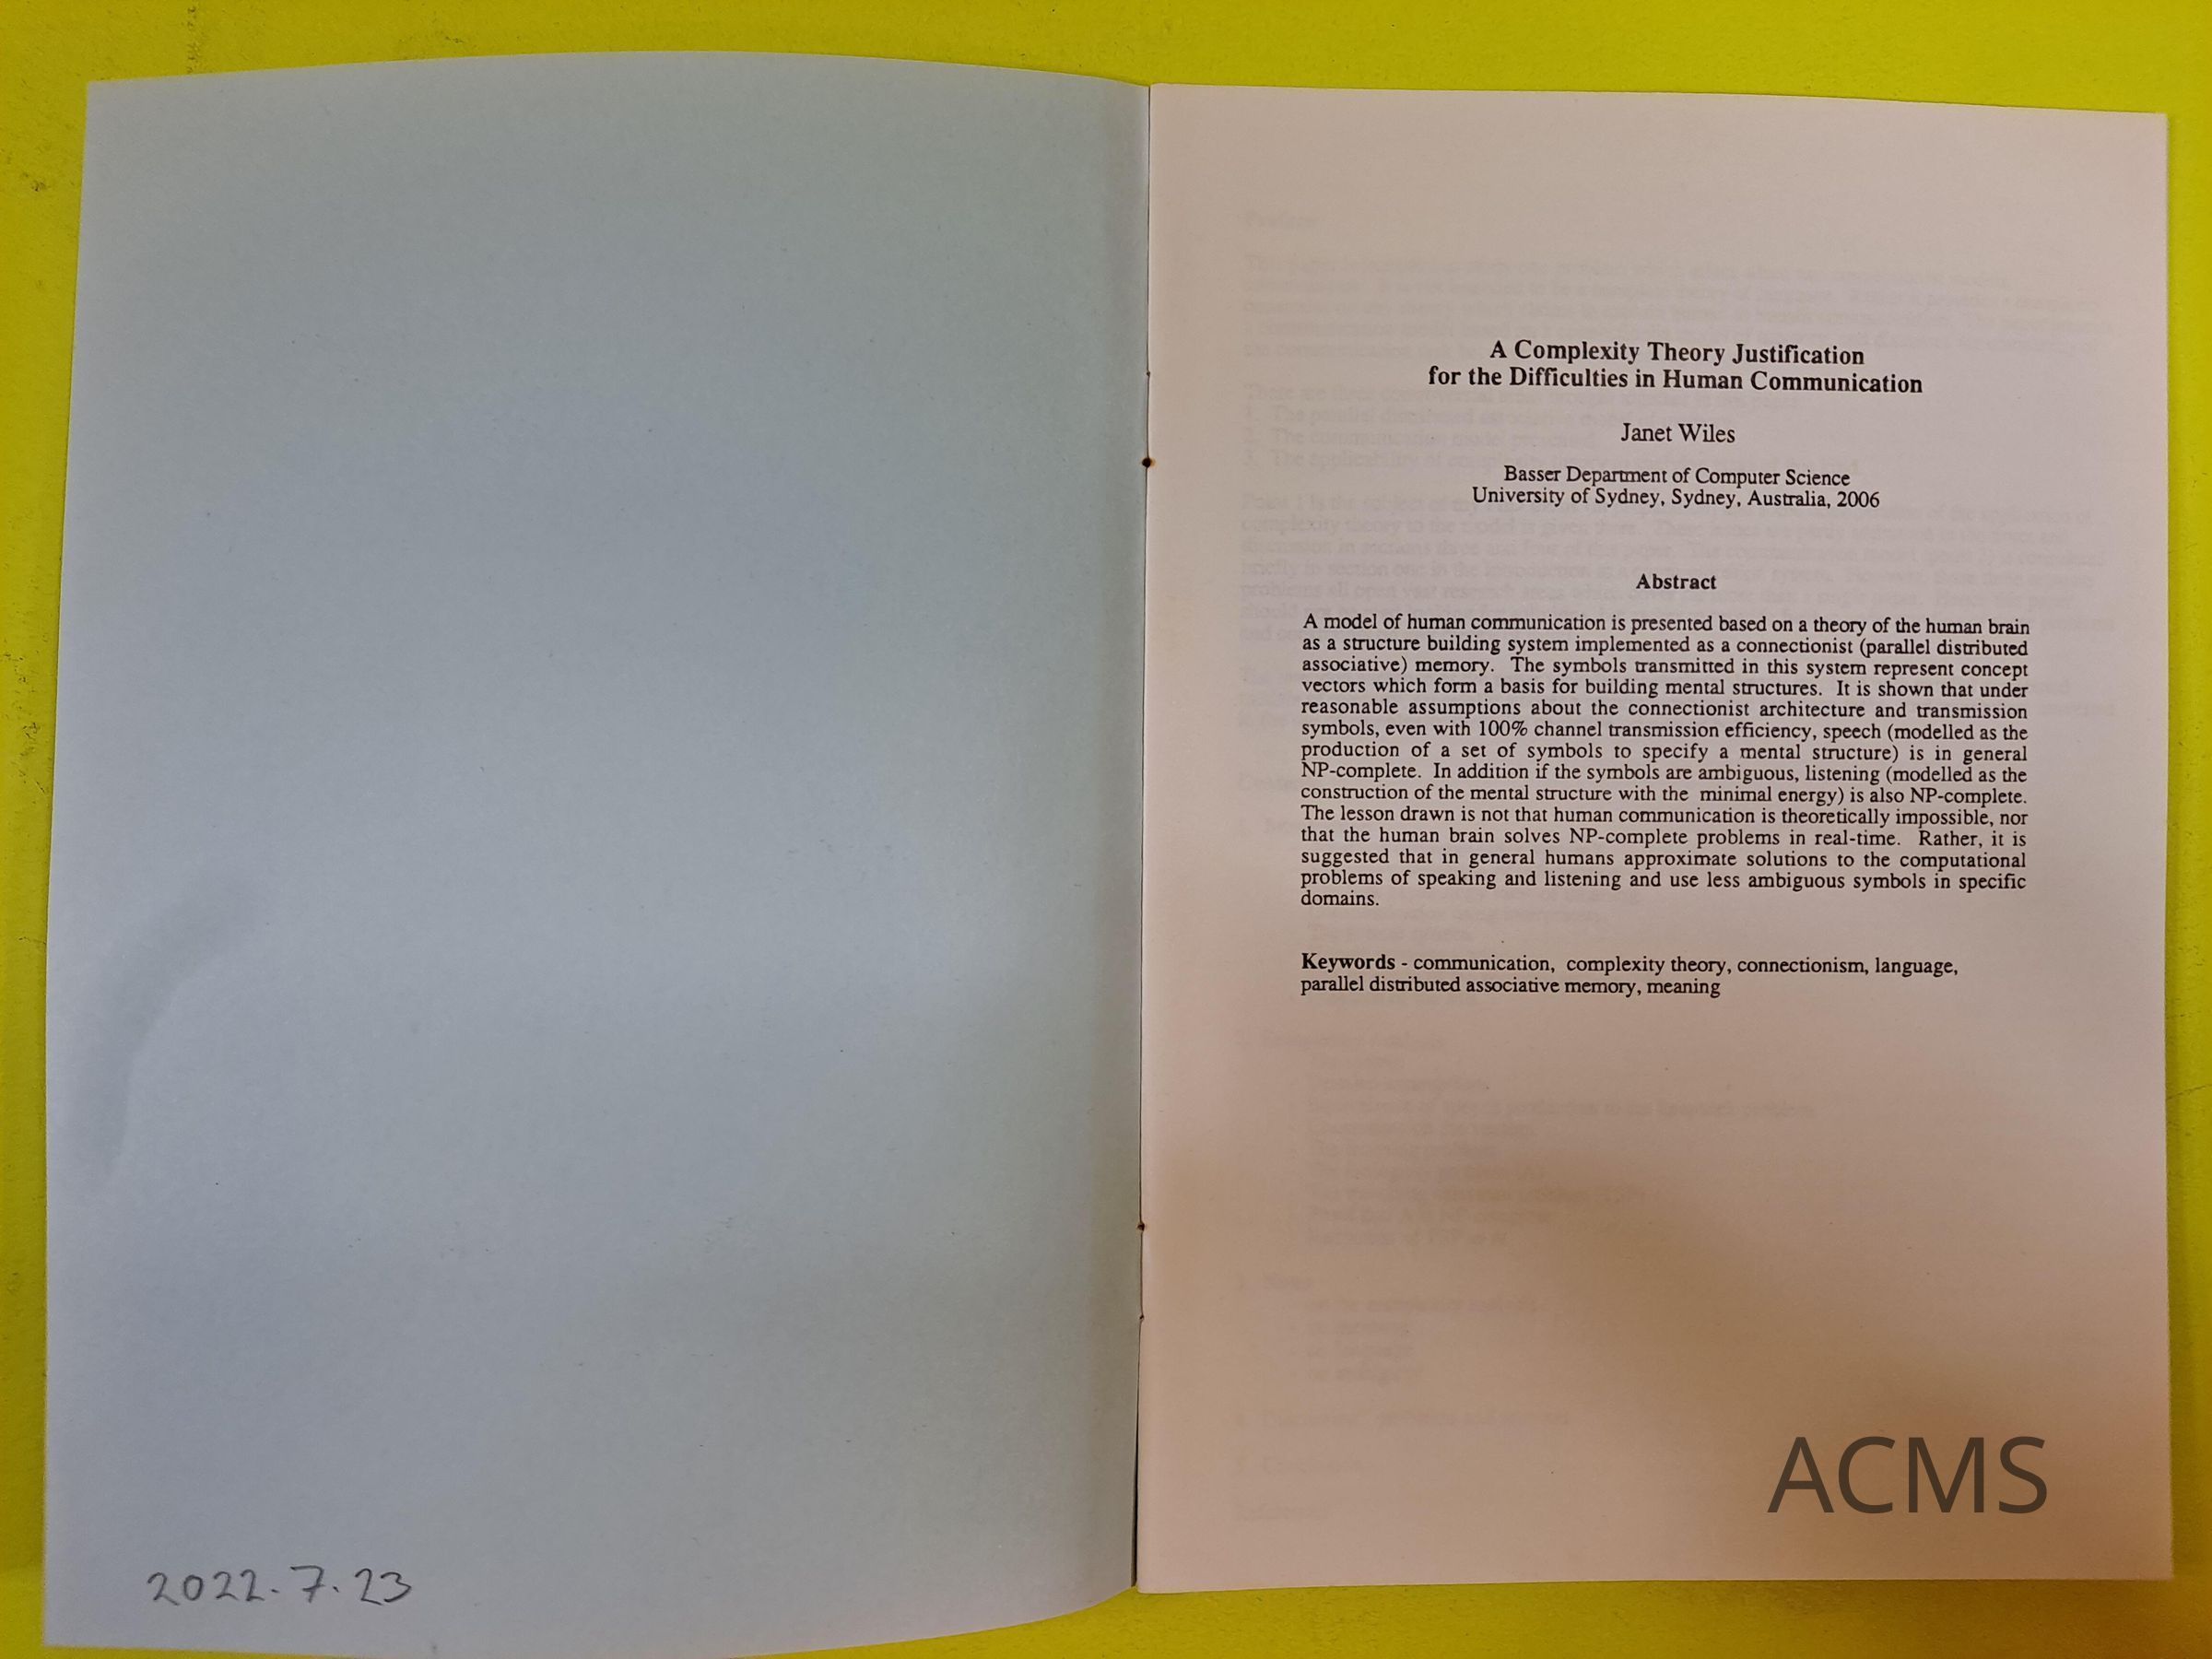 2022.7.23
A Complexity Theory Justification
for the Difficulties in Human Communication
Janet Wiles
Basser Department of Computer Science
University of Sydney, Sydney, Australia, 2006
Abstract
A model of human communication is presented based on a theory of the human brain
as a structure building system implemented as a connectionist (parallel distributed
associative) memory. The symbols transmitted in this system represent concept
vectors which form a basis for building mental structures. It is shown that under
reasonable assumptions about the connectionist architecture and transmission
symbols, even with 100% channel transmission efficiency, speech (modelled as the
production of a set of symbols to specify a mental structure) is in general
NP-complete. In addition if the symbols are ambiguous, listening (modelled as the
construction of the mental structure with the minimal energy) is also NP-complete.
The lesson drawn is not that human communication is theoretically impossible, nor
that the human brain solves NP-complete problems in real-time. Rather, it is
suggested that in general humans approximate solutions to the computational
problems of speaking and listening and use less ambiguous symbols in specific
domains.
Keywords - communication, complexity theory, connectionism, language,
parallel distributed associative memory, meaning
ACMS